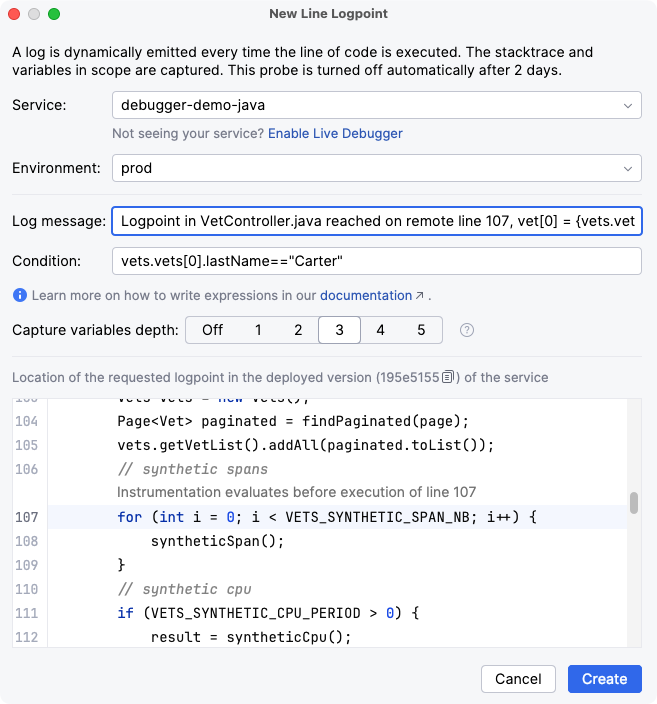 New Line Logpoint
A log is dynamically emitted every time the line of code is executed. The stacktrace and
variables in scope are captured. This probe is turned off automatically after 2 days.
Service: debugger-demo-java
Not seeing your service? Enable Live Debugger
Environment: prod
Log message: Logpoint in VetController.java reached on remote line 107, vet[0] = {vets.vet
Condition: vets.vets[0].lastName=="Carter"
Learn more on how to write expressions in our documentation ↗ .
Capture variables depth: Off 1 2 3 4 5 ?
Location of the requested logpoint in the deployed version (195e5155) of the service
103 Vets vets = new Vets();
104 Page<Vet> paginated = findPaginated(page);
105 vets.getVetList().addAll(paginated.toList());
106 // synthetic spans
Instrumentation evaluates before execution of line 107
107 for (int i = 0; i < VETS_SYNTHETIC_SPAN_NB; i++) {
108 syntheticSpan();
109 }
110 // synthetic cpu
111 if (VETS_SYNTHETIC_CPU_PERIOD > 0) {
112 result = syntheticCpu();
Cancel Create